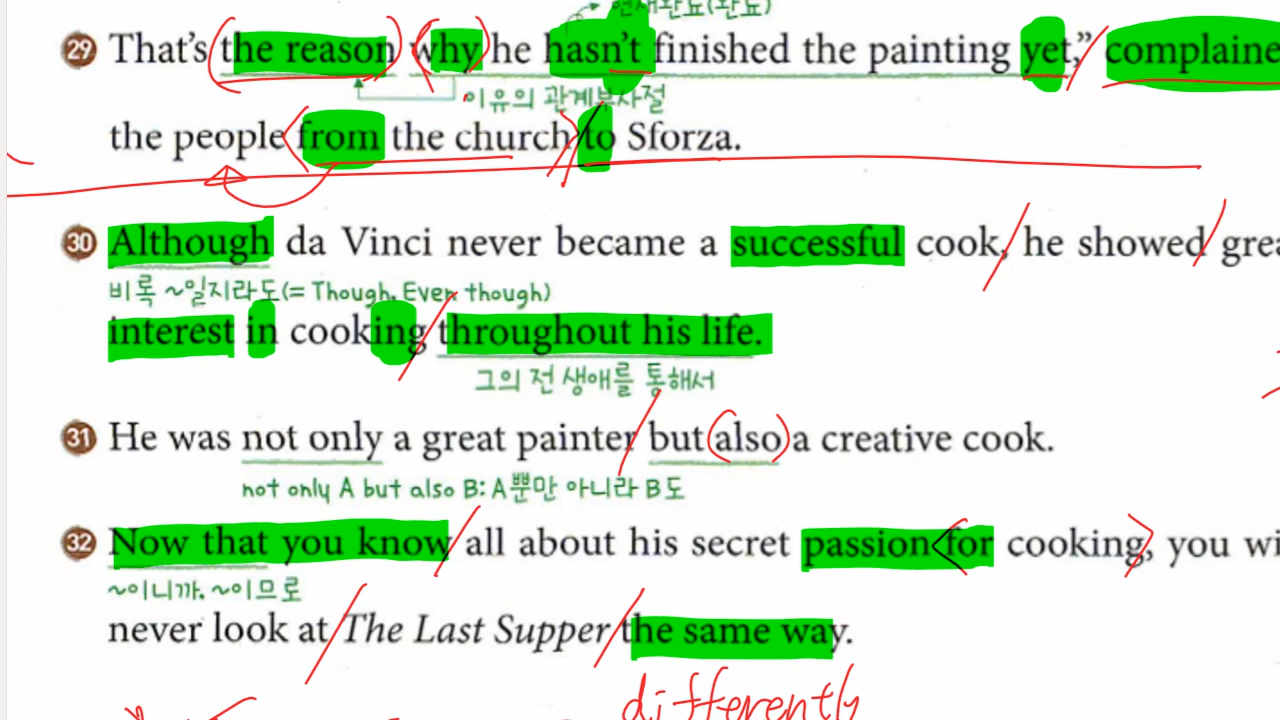 현재완료(완료)
29 That's the reason why he hasn't finished the painting yet," complaine
이유의 관계부사절
the people from the church to Sforza.
30 Although da Vinci never became a successful cook, he showed grea
비록 ~일지라도(= Though, Even though)
interest in cooking throughout his life.
그의 전 생애를 통해서
31 He was not only a great painter but also a creative cook.
not only A but also B: A뿐만 아니라 B도
32 Now that you know all about his secret passion for cooking, you wi
~이니까, ~이므로
never look at The Last Supper the same way.
differently